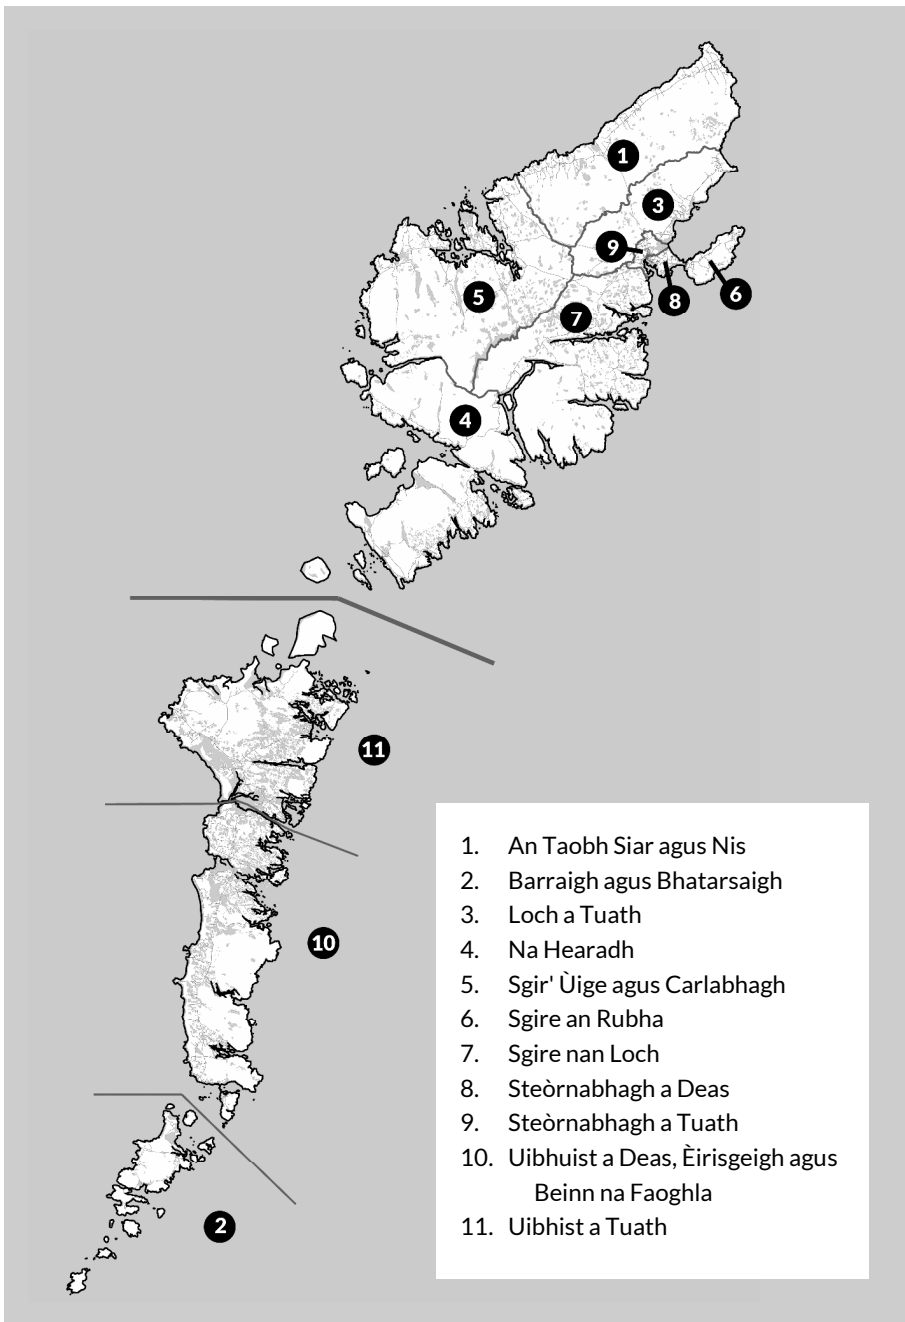 1
3
9
6
8
5
7
4
11
10
2
1. An Taobh Siar agus Nis
2. Barraigh agus Bhatarsaigh
3. Loch a Tuath
4. Na Hearadh
5. Sgir' Ùige agus Carlabhagh
6. Sgire an Rubha
7. Sgire nan Loch
8. Steòrnabhagh a Deas
9. Steòrnabhagh a Tuath
10. Uibhuist a Deas, Èirisgeigh agus
Beinn na Faoghla
11. Uibhist a Tuath